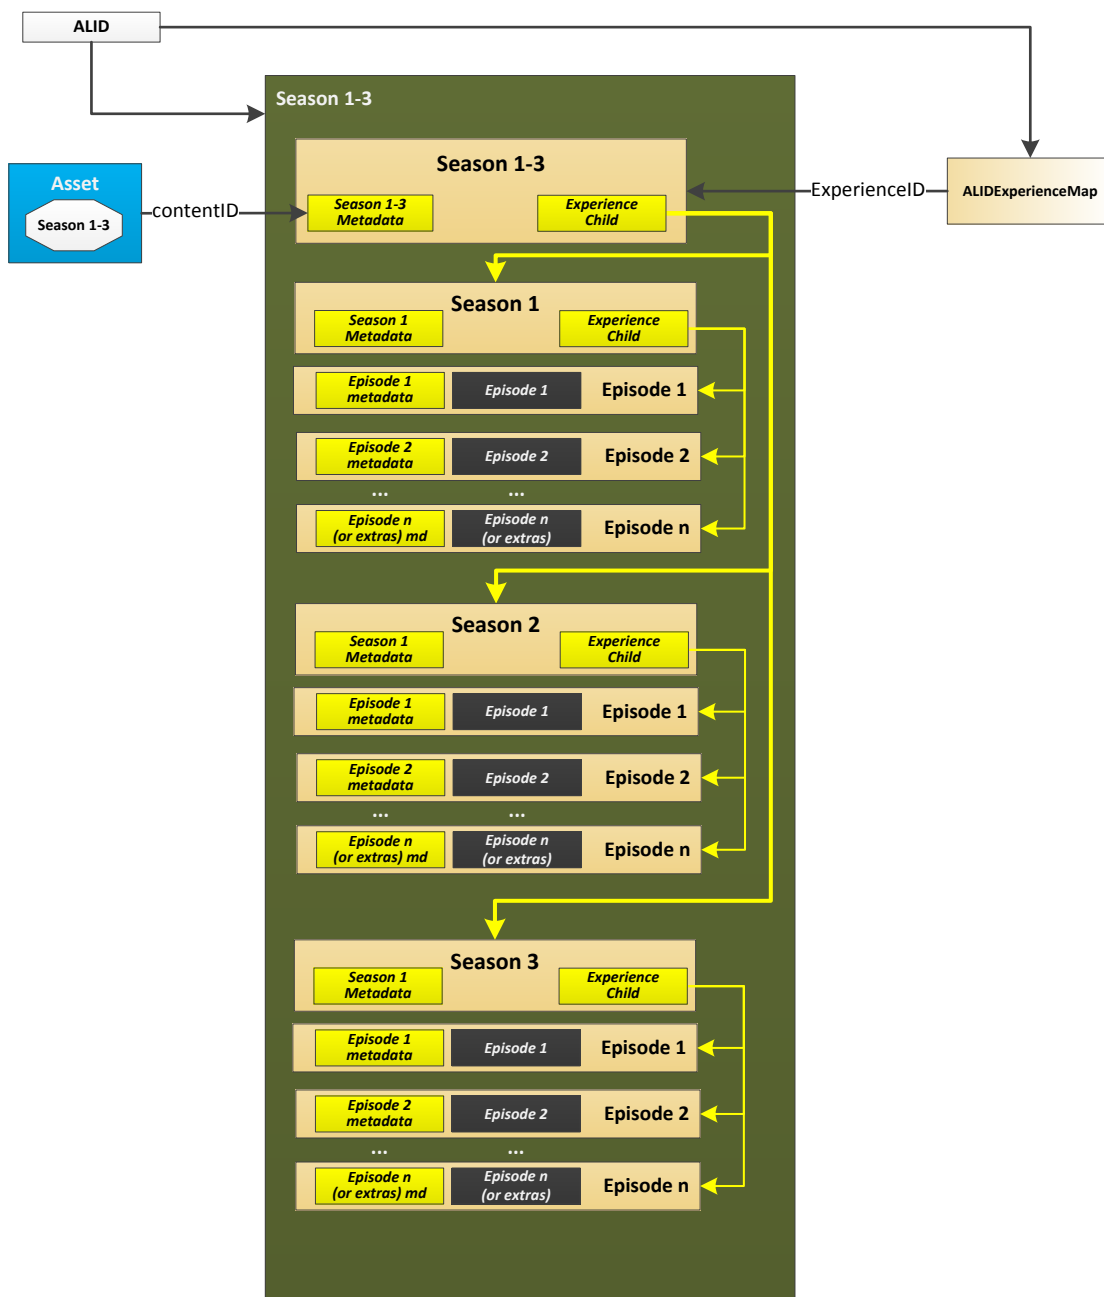 ALID
Season 1-3
Season 1-3
Asset
Season 1-3
contentID
Season 1-3
Metadata
Experience
Child
ExperienceID
ALIDExperienceMap
Season 1
Season 1
Metadata
Experience
Child
Episode 1
metadata
Episode 1
Episode 1
Episode 2
metadata
Episode 2
Episode 2
...
...
Episode n
(or extras) md
Episode n
(or extras)
Episode n
Season 2
Season 1
Metadata
Experience
Child
Episode 1
metadata
Episode 1
Episode 1
Episode 2
metadata
Episode 2
Episode 2
...
...
Episode n
(or extras) md
Episode n
(or extras)
Episode n
Season 3
Season 1
Metadata
Experience
Child
Episode 1
metadata
Episode 1
Episode 1
Episode 2
metadata
Episode 2
Episode 2
...
...
Episode n
(or extras) md
Episode n
(or extras)
Episode n